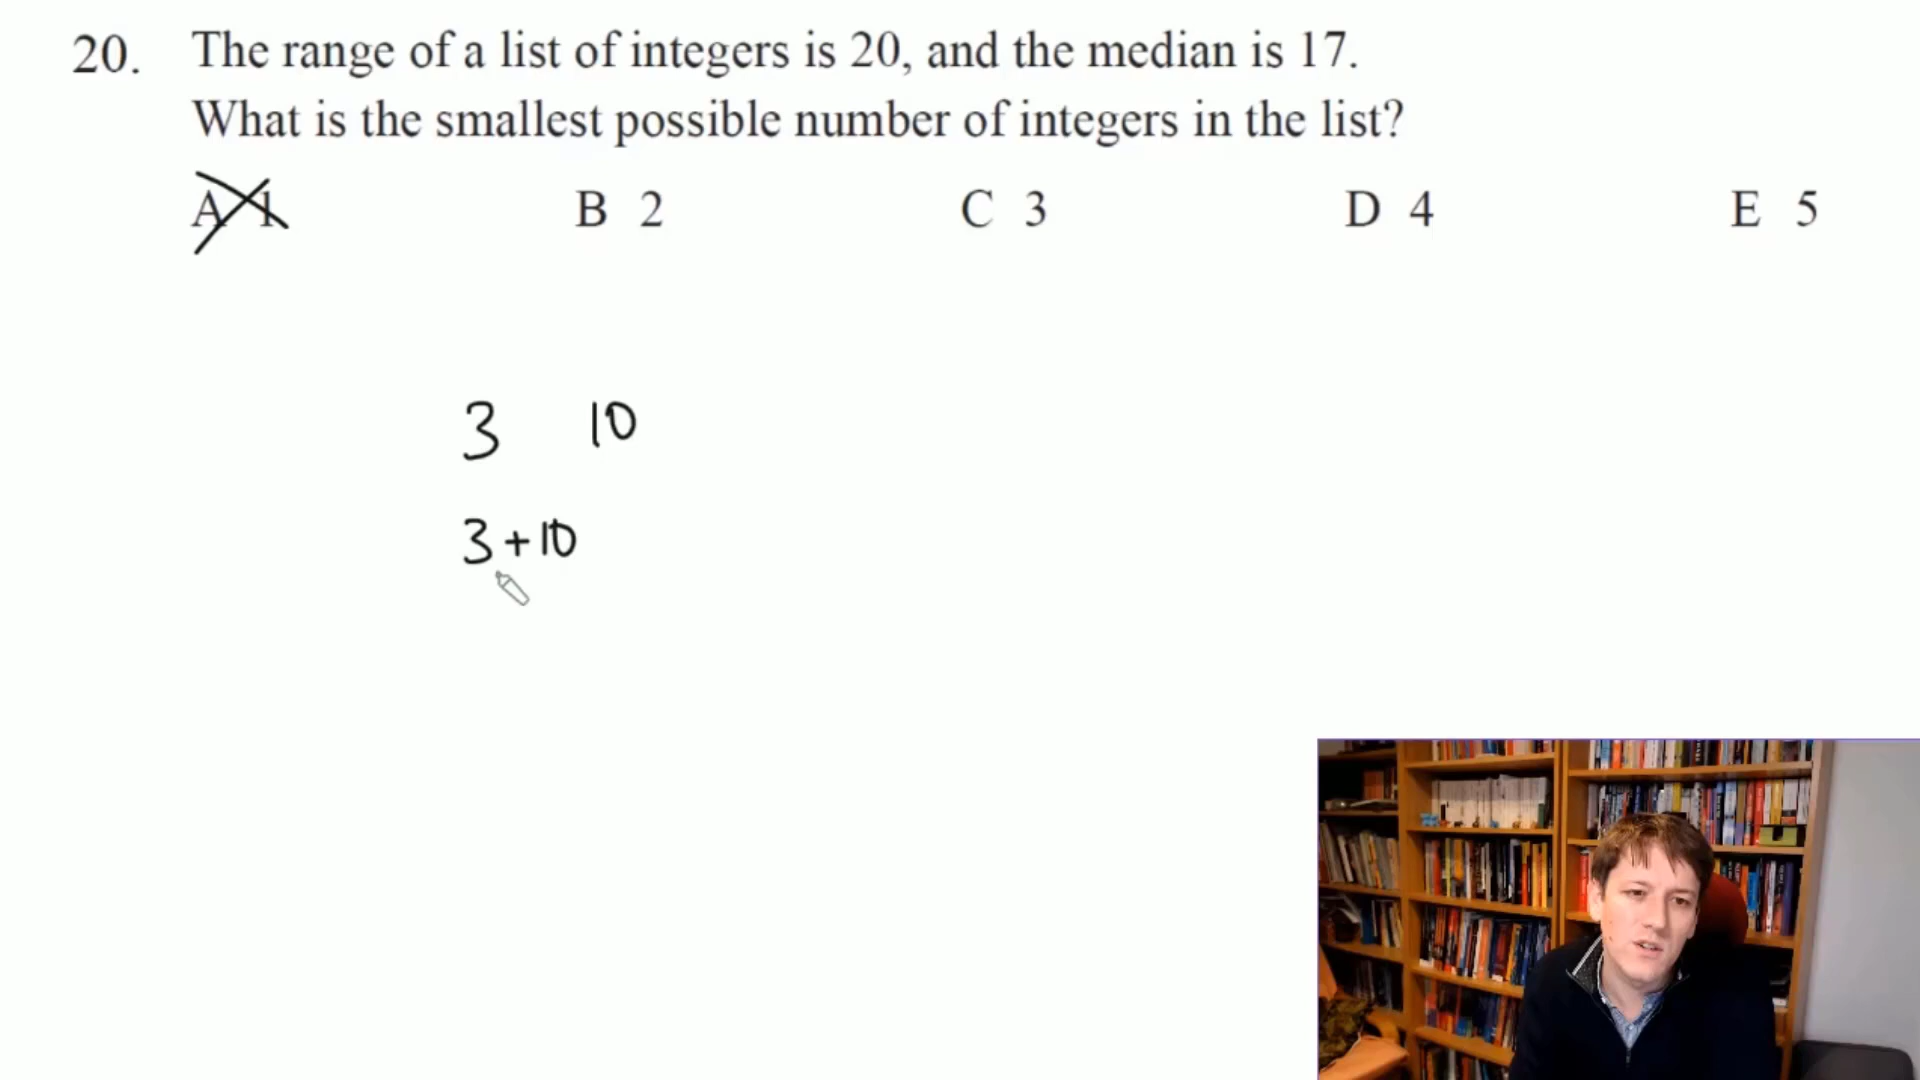 20. The range of a list of integers is 20, and the median is 17.
What is the smallest possible number of integers in the list?
A 1 B 2 C 3 D 4 E 5
3 10
3 + 10